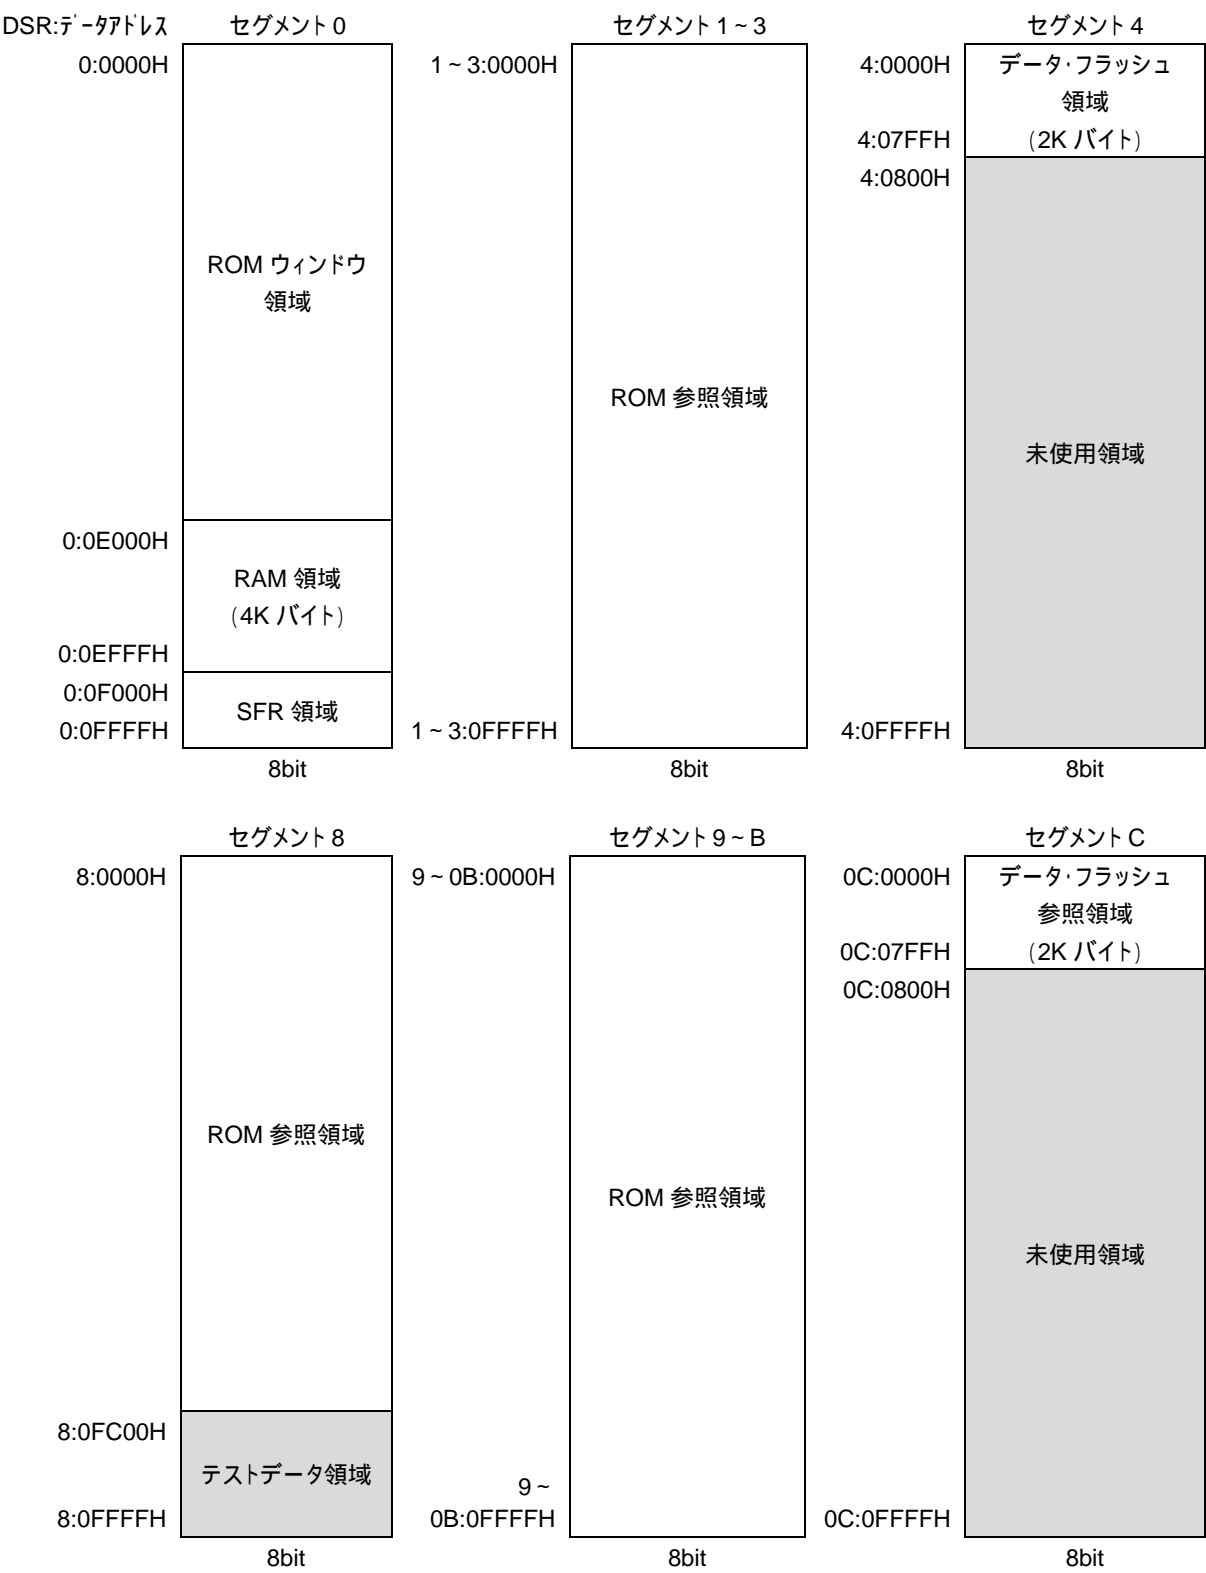 DSR:ﾃﾞｰﾀｱﾄﾞﾚｽ
セグメント 0
0:0000H
ROM ウィンドウ
領域
0:0E000H
RAM 領域
(4K バイト)
0:0EFFFH
0:0F000H
SFR 領域
0:0FFFFH
8bit
セグメント 1 ~ 3
1 ~ 3:0000H
ROM 参照領域
1 ~ 3:0FFFFH
8bit
セグメント 4
4:0000H
データ・フラッシュ
領域
(2K バイト)
4:07FFH
4:0800H
未使用領域
4:0FFFFH
8bit
セグメント 8
8:0000H
ROM 参照領域
8:0FC00H
テストデータ領域
8:0FFFFH
8bit
セグメント 9 ~ B
9 ~ 0B:0000H
ROM 参照領域
9 ~
0B:0FFFFH
8bit
セグメント C
0C:0000H
データ・フラッシュ
参照領域
(2K バイト)
0C:07FFH
0C:0800H
未使用領域
0C:0FFFFH
8bit